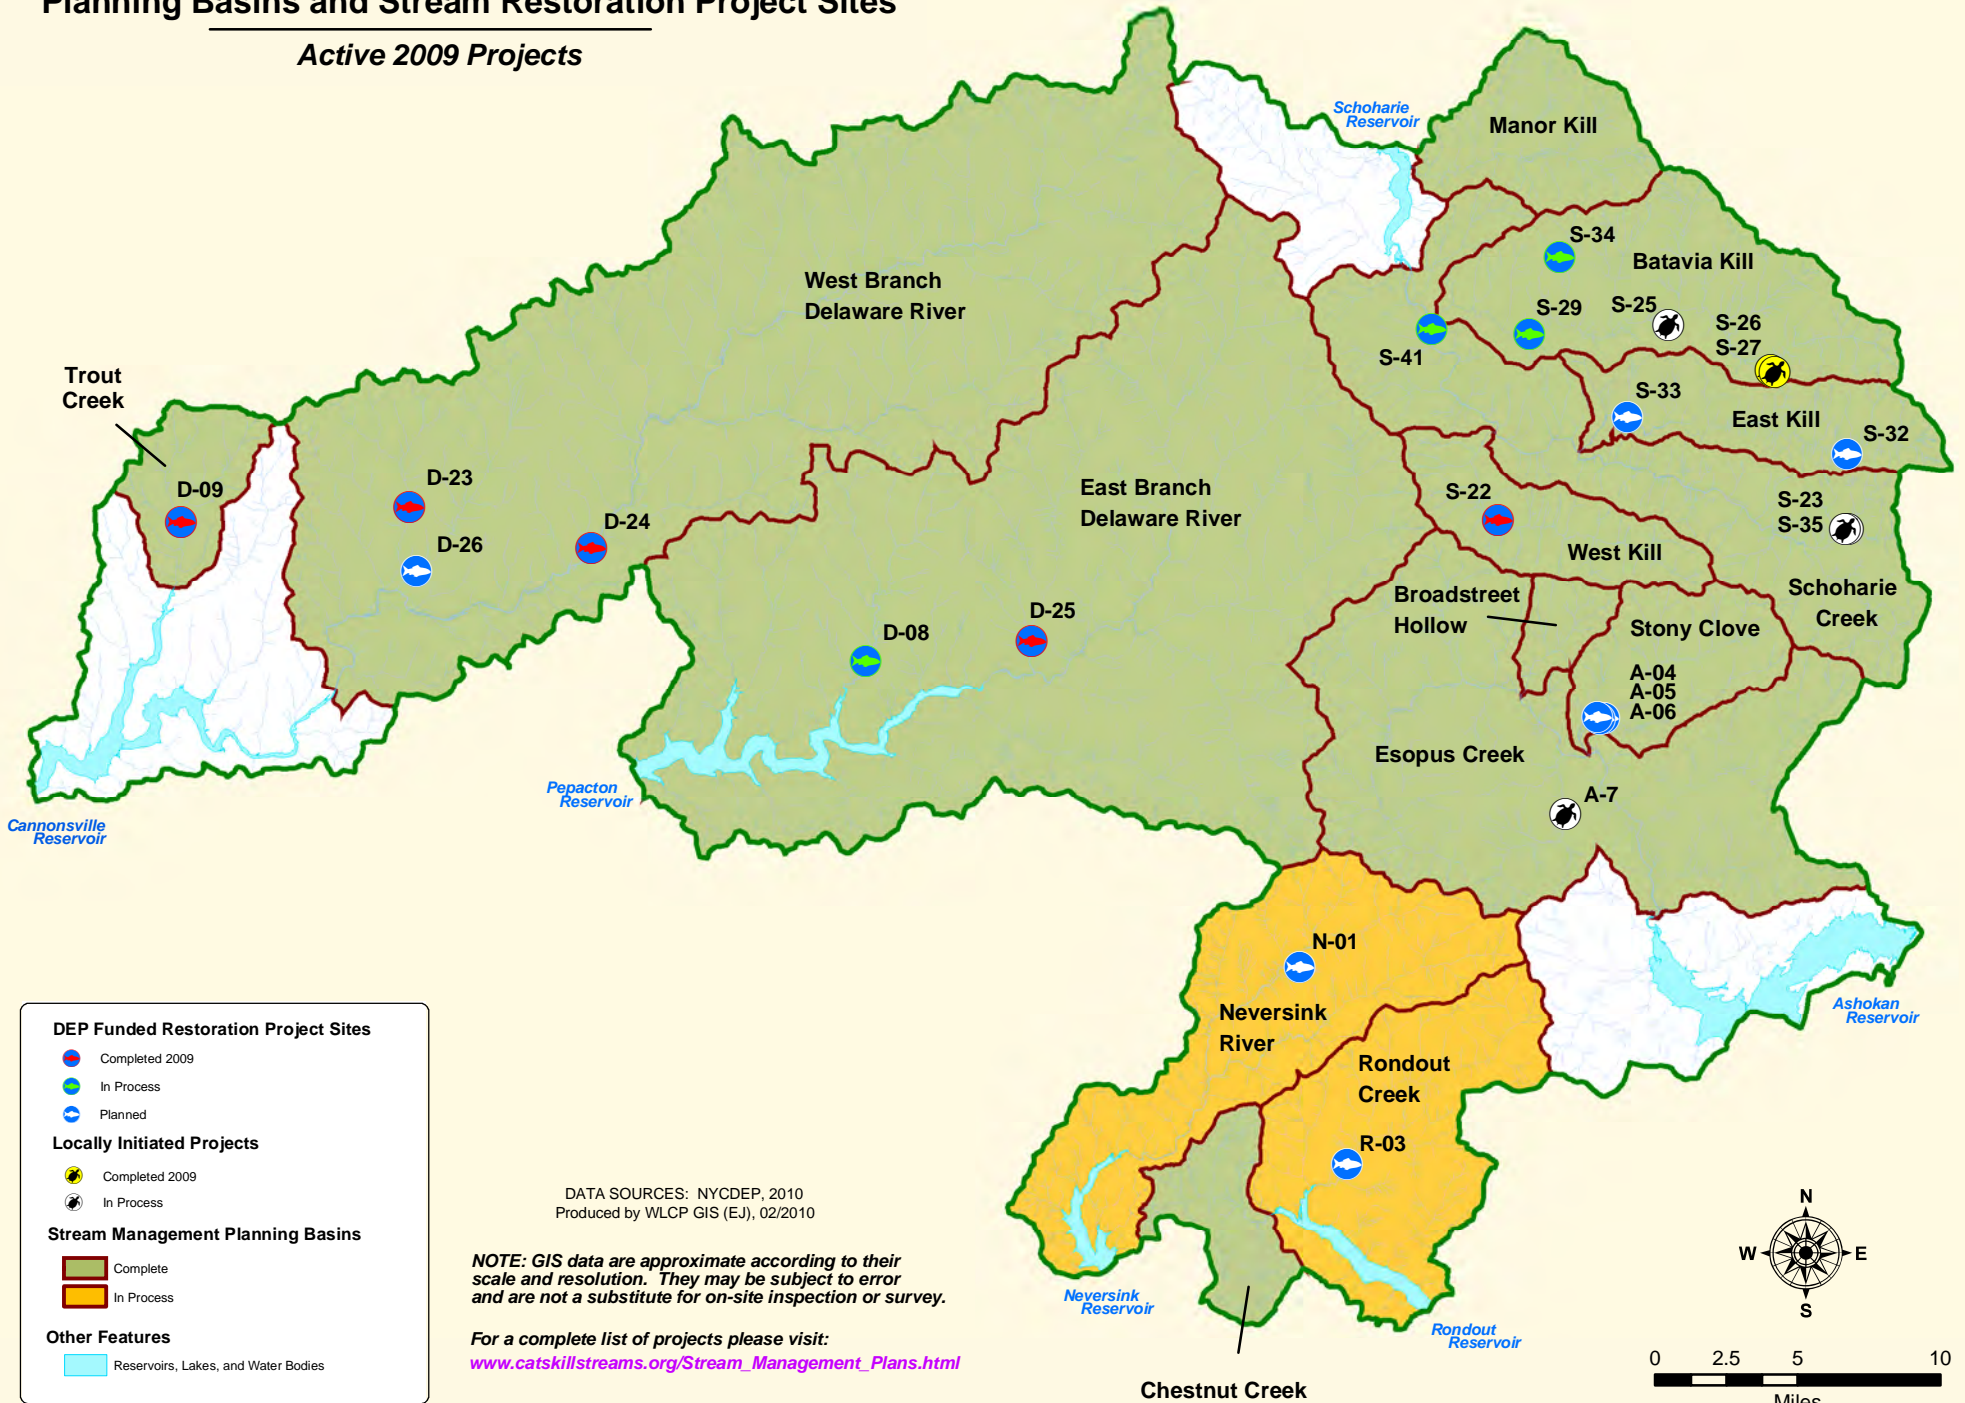 Planning Basins and Stream Restoration Project Sites
Active 2009 Projects
Schoharie
Reservoir
Manor Kill
S-34
Batavia Kill
S-25
S-29
S-26
S-27
S-41
West Branch
Delaware River
Trout
Creek
S-33
East Kill
S-32
D-09
D-23
D-24
D-26
East Branch
Delaware River
S-22
S-23
S-35
West Kill
Broadstreet
Hollow
Schoharie
Creek
Stony Clove
D-25
D-08
A-04
A-05
A-06
Esopus Creek
A-7
Pepacton
Reservoir
Cannonsville
Reservoir
N-01
Neversink
River
Ashokan
Reservoir
Rondout
Creek
R-03
DEP Funded Restoration Project Sites
Completed 2009
In Process
Planned
Locally Initiated Projects
Completed 2009
In Process
Stream Management Planning Basins
Complete
In Process
Other Features
Reservoirs, Lakes, and Water Bodies
DATA SOURCES: NYCDEP, 2010
Produced by WLCP GIS (EJ), 02/2010
NOTE: GIS data are approximate according to their
scale and resolution. They may be subject to error
and are not a substitute for on-site inspection or survey.
For a complete list of projects please visit:
www.catskillstreams.org/Stream_Management_Plans.html
Neversink
Reservoir
Rondout
Reservoir
Chestnut Creek
N
W E
S
0 2.5 5 10
Miles